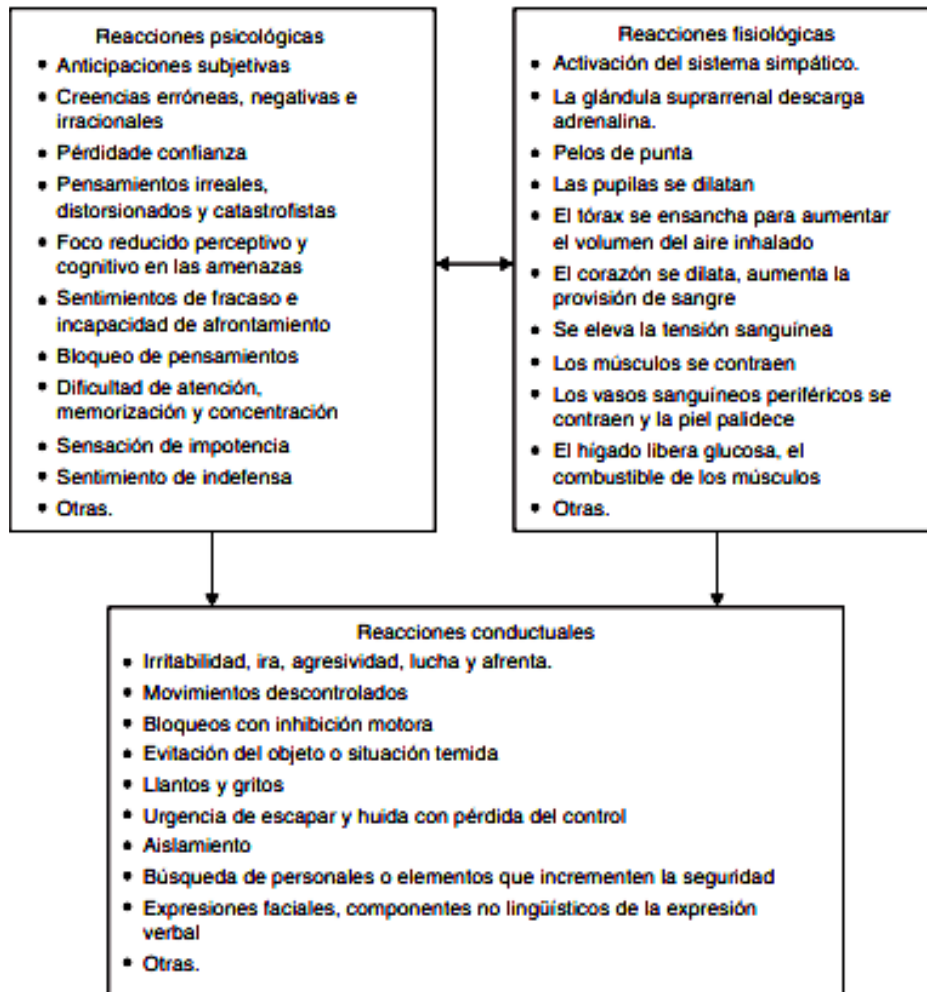 Reacciones psicológicas
• Anticipaciones subjetivas
• Creencias erróneas, negativas e
irracionales
• Pérdidade confianza
• Pensamientos irreales,
distorsionados y catastrofistas
• Foco reducido perceptivo y
cognitivo en las amenazas
• Sentimientos de fracaso e
incapacidad de afrontamiento
• Bloqueo de pensamientos
• Dificultad de atención,
memorización y concentración
• Sensación de impotencia
• Sentimiento de indefensa
• Otras.
Reacciones fisiológicas
• Activación del sistema simpático.
• La glándula suprarrenal descarga
adrenalina.
• Pelos de punta
• Las pupilas se dilatan
• El tórax se ensancha para aumentar
el volumen del aire inhalado
• El corazón se dilata, aumenta la
provisión de sangre
• Se eleva la tensión sanguínea
• Los músculos se contraen
• Los vasos sanguíneos periféricos se
contraen y la piel palidece
• El hígado libera glucosa, el
combustible de los músculos
• Otras.
Reacciones conductuales
• Irritabilidad, ira, agresividad, lucha y afrenta.
• Movimientos descontrolados
• Bloqueos con inhibición motora
• Evitación del objeto o situación temida
• Llantos y gritos
• Urgencia de escapar y huida con pérdida del control
• Aislamiento
• Búsqueda de personales o elementos que incrementen la seguridad
• Expresiones faciales, componentes no lingüísticos de la expresión
verbal
• Otras.